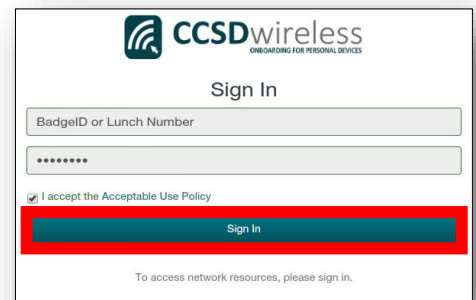 CCSDwireless
ONBOARDING FOR PERSONAL DEVICES
Sign In
BadgeID or Lunch Number
••••••••
I accept the Acceptable Use Policy
Sign In
To access network resources, please sign in.